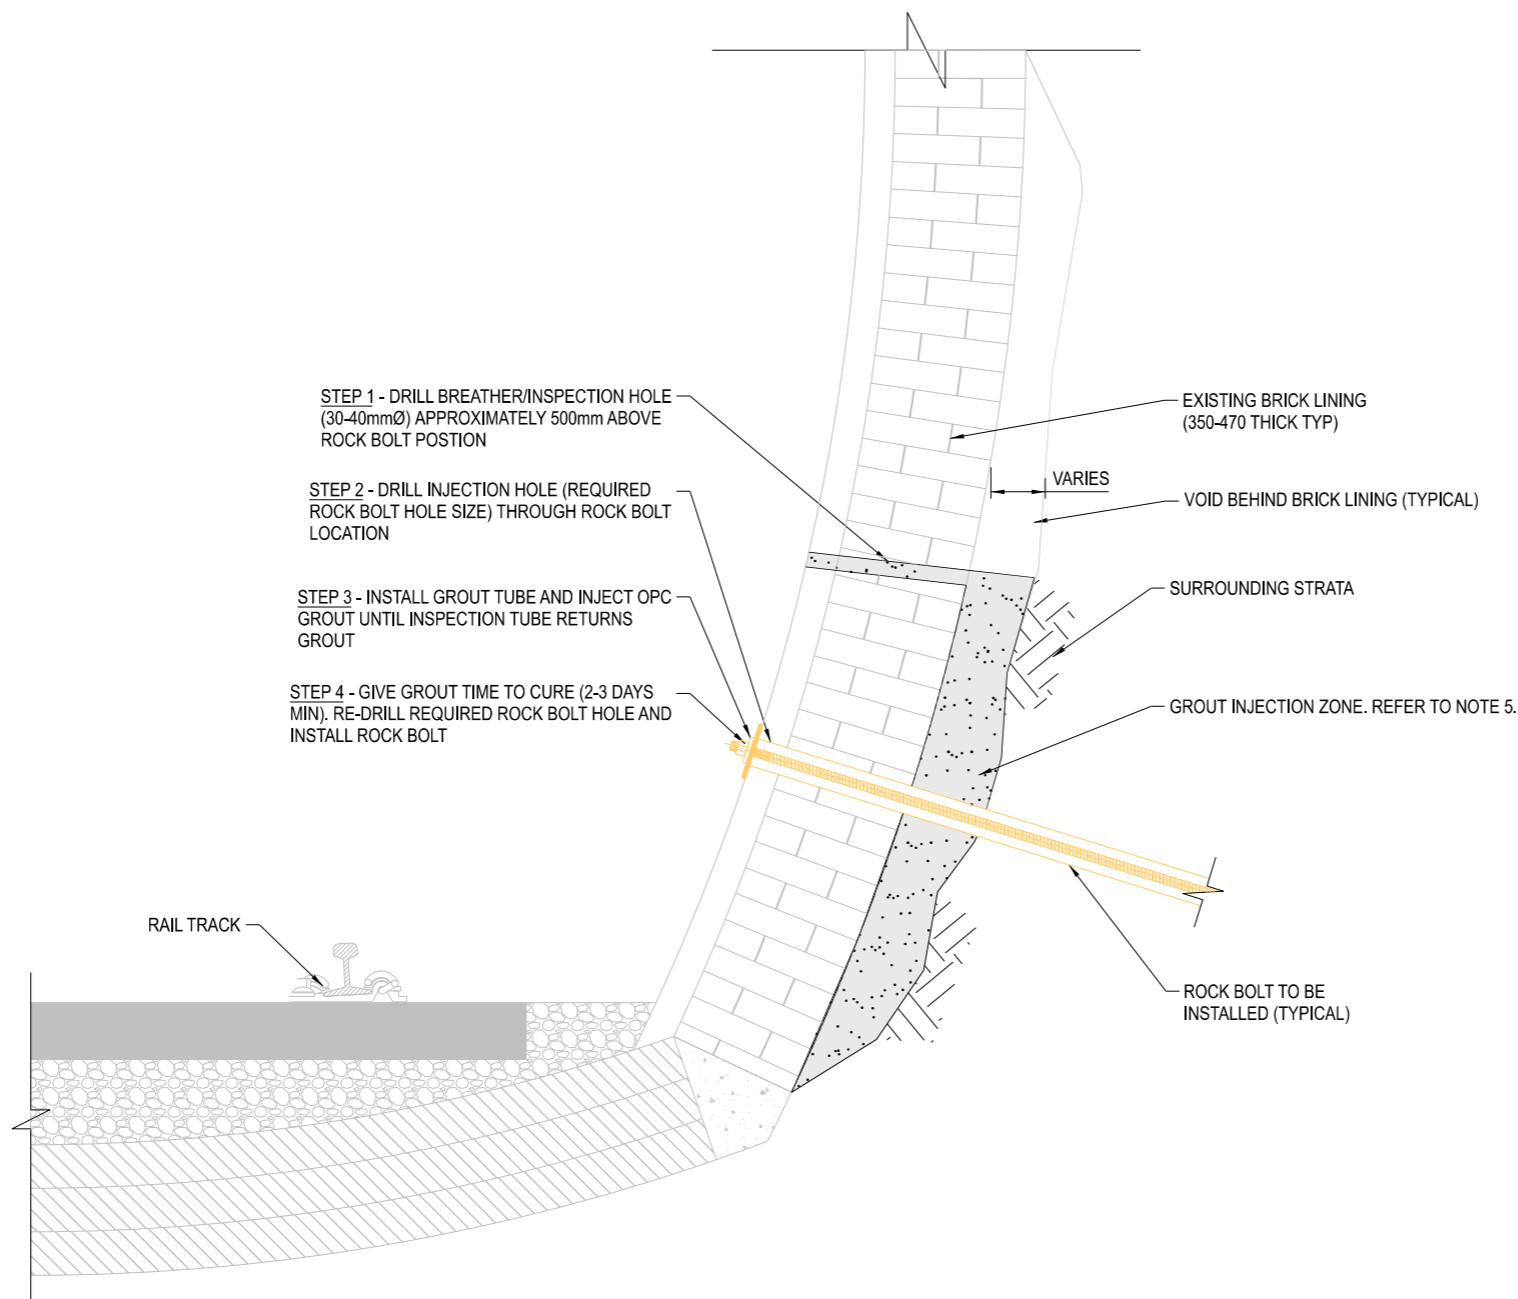 STEP 1 - DRILL BREATHER/INSPECTION HOLE
(30-40mmØ) APPROXIMATELY 500mm ABOVE
ROCK BOLT POSTION
STEP 2 - DRILL INJECTION HOLE (REQUIRED
ROCK BOLT HOLE SIZE) THROUGH ROCK BOLT
LOCATION
STEP 3 - INSTALL GROUT TUBE AND INJECT OPC
GROUT UNTIL INSPECTION TUBE RETURNS
GROUT
STEP 4 - GIVE GROUT TIME TO CURE (2-3 DAYS
MIN). RE-DRILL REQUIRED ROCK BOLT HOLE AND
INSTALL ROCK BOLT
RAIL TRACK
EXISTING BRICK LINING
(350-470 THICK TYP)
VARIES
VOID BEHIND BRICK LINING (TYPICAL)
SURROUNDING STRATA
GROUT INJECTION ZONE. REFER TO NOTE 5.
ROCK BOLT TO BE
INSTALLED (TYPICAL)